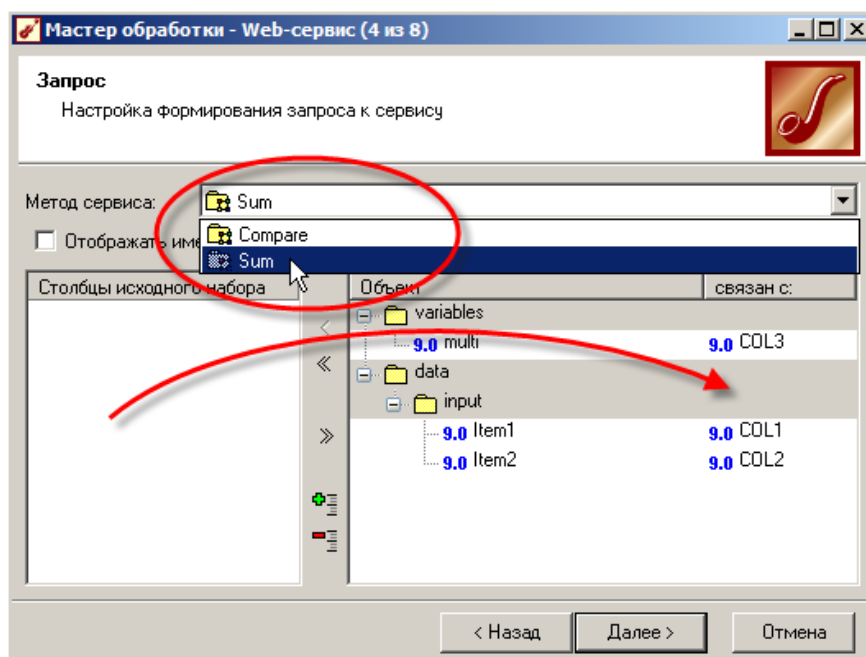 Мастер обработки - Web-сервис (4 из 8)
Запрос
Настройка формирования запроса к сервису
Метод сервиса: Sum
Compare
Отображать име
Sum
Столбцы исходного набора Объект связан с:
variables
9.0 multi 9.0 COL3
data
input
9.0 Item1 9.0 COL1
9.0 Item2 9.0 COL2
< Назад Далее > Отмена